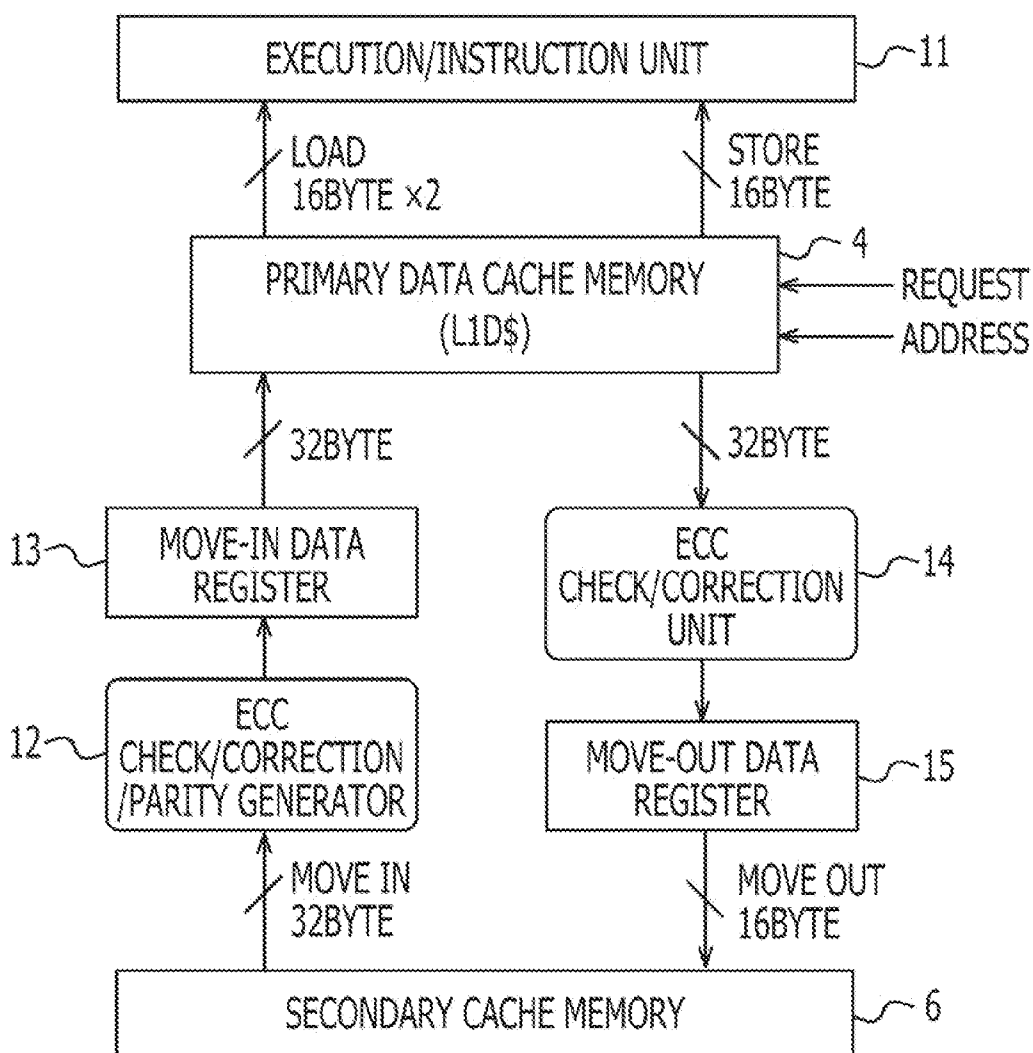 EXECUTION/INSTRUCTION UNIT
11
LOAD
16BYTE ×2
STORE
16BYTE
4
PRIMARY DATA CACHE MEMORY
(L1D$)
REQUEST
ADDRESS
32BYTE
32BYTE
13
MOVE-IN DATA
REGISTER
ECC
CHECK/CORRECTION
UNIT
14
12
ECC
CHECK/CORRECTION
/PARITY GENERATOR
MOVE-OUT DATA
REGISTER
15
MOVE IN
32BYTE
MOVE OUT
16BYTE
SECONDARY CACHE MEMORY
6